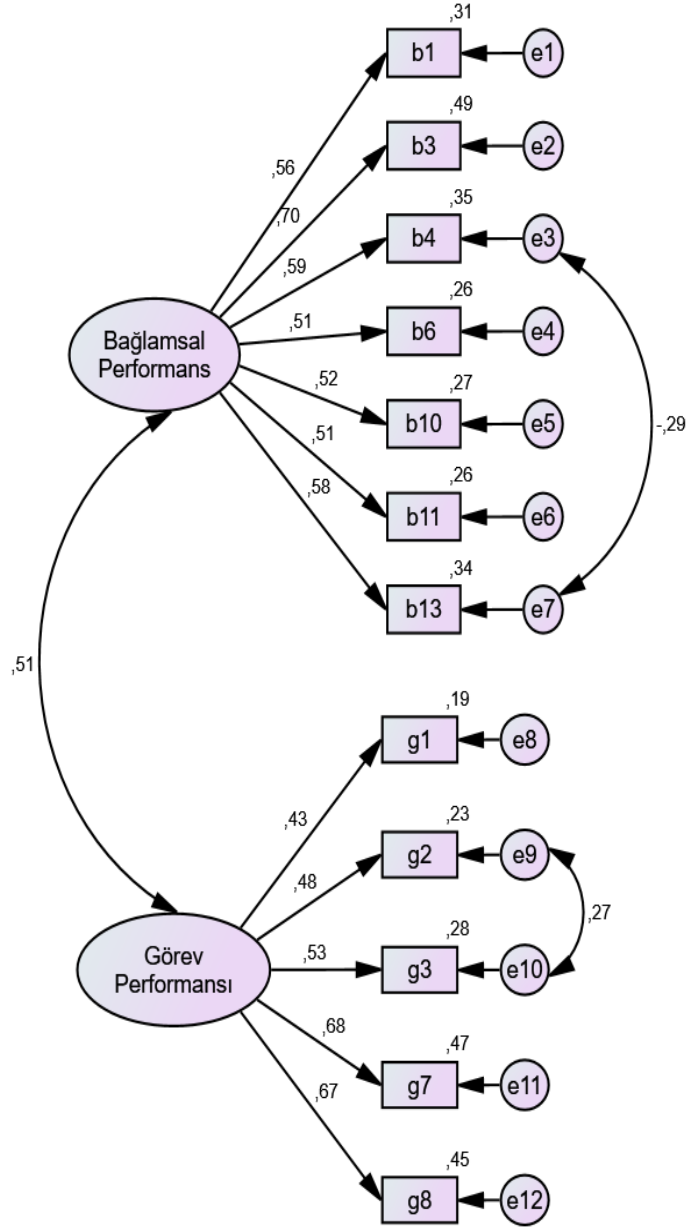 ,31
b1
e1
,49
b3
e2
,56
,70
,35
b4
e3
,59
,26
b6
e4
,51
Bağlamsal
Performans
,52
,27
b10
e5
-,29
,51
,26
b11
e6
,58
,34
b13
e7
,51
,19
g1
e8
,43
,23
g2
e9
,48
,27
,28
g3
e10
,53
Görev
Performansı
,68
,47
g7
e11
,67
,45
g8
e12